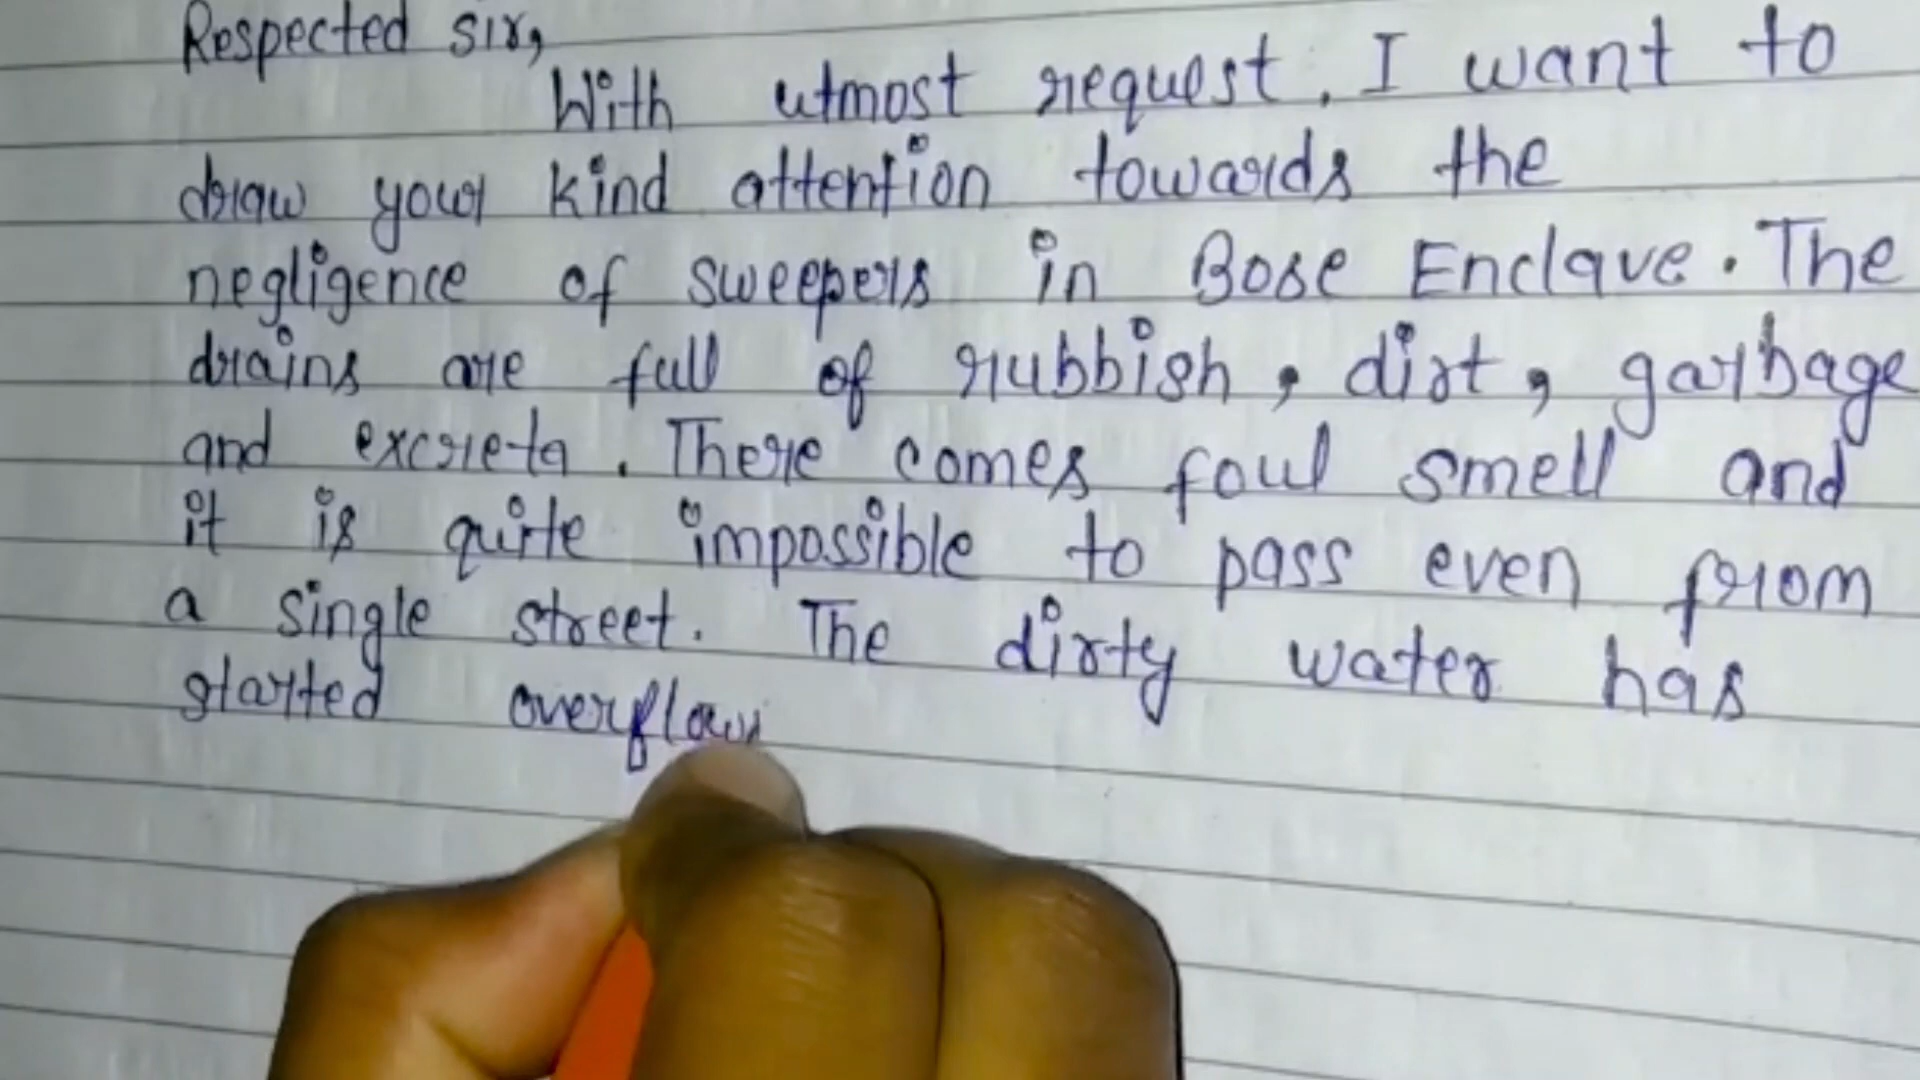 Respected sir,
With utmost request, I want to
draw your kind attention towards the
negligence of sweepers in Bose Enclave. The
drains are full of rubbish, dirt, garbage
and excreta. There comes foul smell and
it is quite impossible to pass even from
a single street. The dirty water has
started overflow